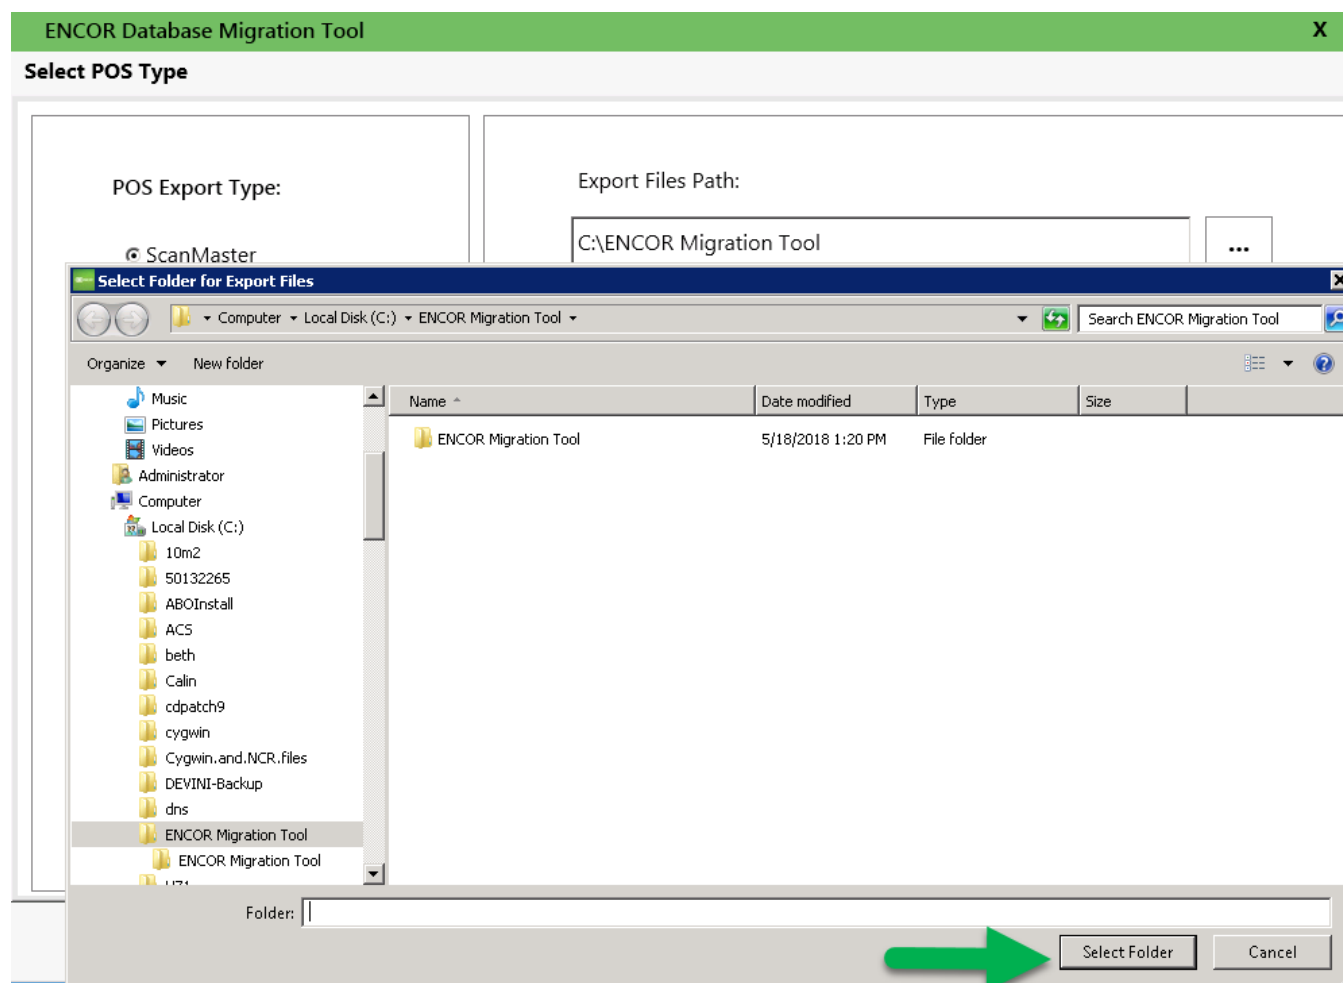 ENCOR Database Migration Tool X
Select POS Type
POS Export Type:
Export Files Path:
ScanMaster
C:\ENCOR Migration Tool ...
Select Folder for Export Files
Computer Local Disk (C:) ENCOR Migration Tool
Search ENCOR Migration Tool
Organize New folder
Music
Pictures
Videos
Administrator
Computer
Local Disk (C:)
10m2
50132265
ABOInstall
ACS
beth
Calin
cdpatch9
cygwin
Cygwin.and.NCR.files
DEVINI-Backup
dns
ENCOR Migration Tool
ENCOR Migration Tool
Name Date modified Type Size
ENCOR Migration Tool 5/18/2018 1:20 PM File folder
Folder:
Select Folder Cancel